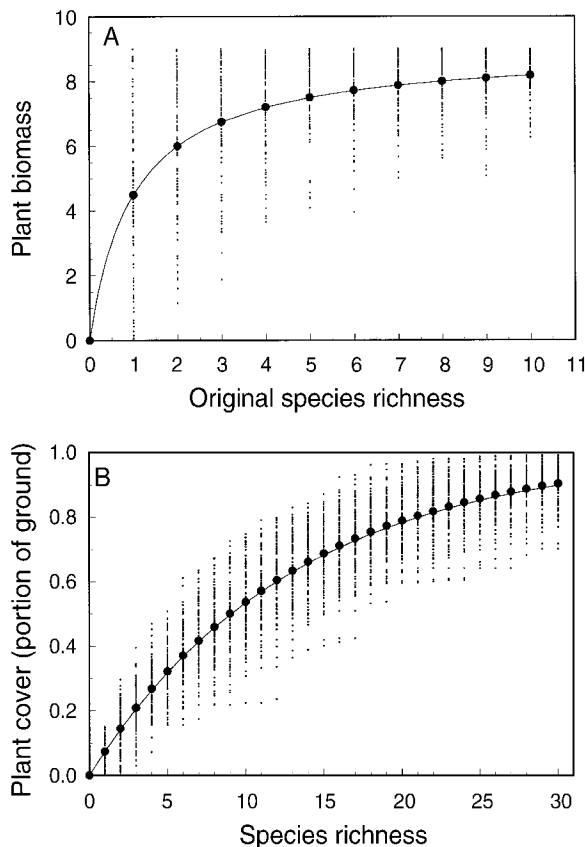 A
Plant biomass
10
8
6
4
2
0
0 1 2 3 4 5 6 7 8 9 10 11
Original species richness
B
Plant cover (portion of ground)
1.0
0.8
0.6
0.4
0.2
0.0
0 5 10 15 20 25 30
Species richness